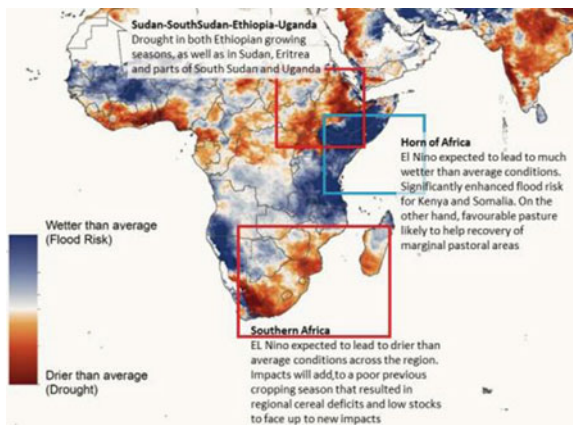 Sudan-SouthSudan-Ethiopia-Uganda
Drought in both Ethiopian growing
seasons, as well as in Sudan, Eritrea
and parts of South Sudan and Uganda
Horn of Africa
El Nino expected to lead to much
wetter than average conditions.
Significantly enhanced flood risk
for Kenya and Somalia. On the
other hand, favourable pasture
likely to help recovery of
marginal pastoral areas
Wetter than average
(Flood Risk)
Drier than average
(Drought)
Southern Africa
EL Nino expected to lead to drier than
average conditions across the region.
Impacts will add,to a poor previous
cropping season that resulted in
regional cereal deficits and low stocks
to face up to new impacts